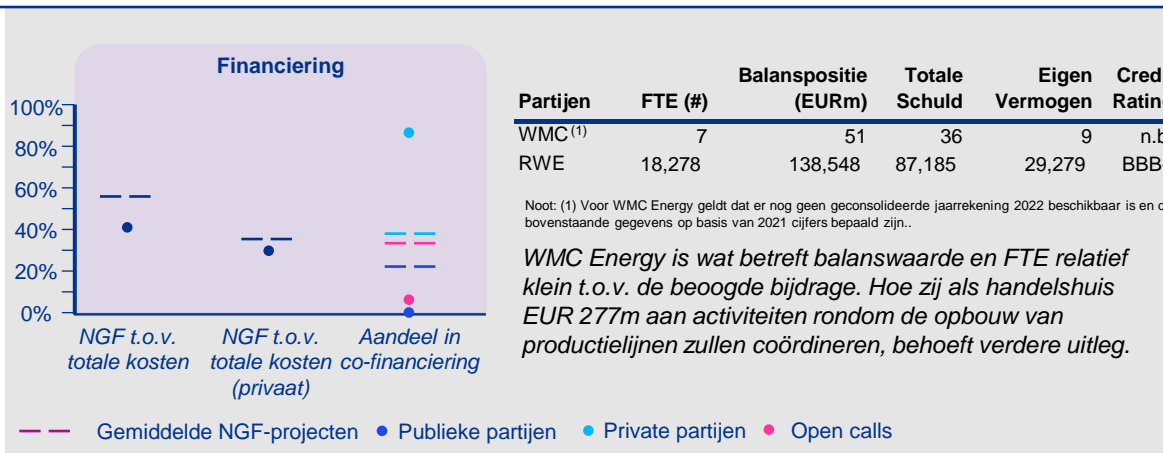 Financiering
100%
80%
60%
40%
20%
0%
NGF t.o.v. totale kosten
NGF t.o.v. totale kosten (privaat)
Aandeel in co-financiering
Gemiddelde NGF-projecten Publieke partijen Private partijen Open calls
Balanspositie Totale Eigen
Partijen FTE (#) (EURm) Schuld Vermogen
WMC (1) 7 51 36 9
RWE 18,278 138,548 87,185 29,279
Noot: (1) Voor WMC Energy geldt dat er nog geen geconsolideerde jaarrekening 2022 beschikbaar is en
bovenstaande gegevens op basis van 2021 cijfers bepaald zijn..
WMC Energy is wat betreft balanswaarde en FTE relatief
klein t.o.v. de beoogde bijdrage. Hoe zij als handelshuis
EUR 277m aan activiteiten rondom de opbouw van
productielijnen zullen coördineren, behoeft verdere uitleg.